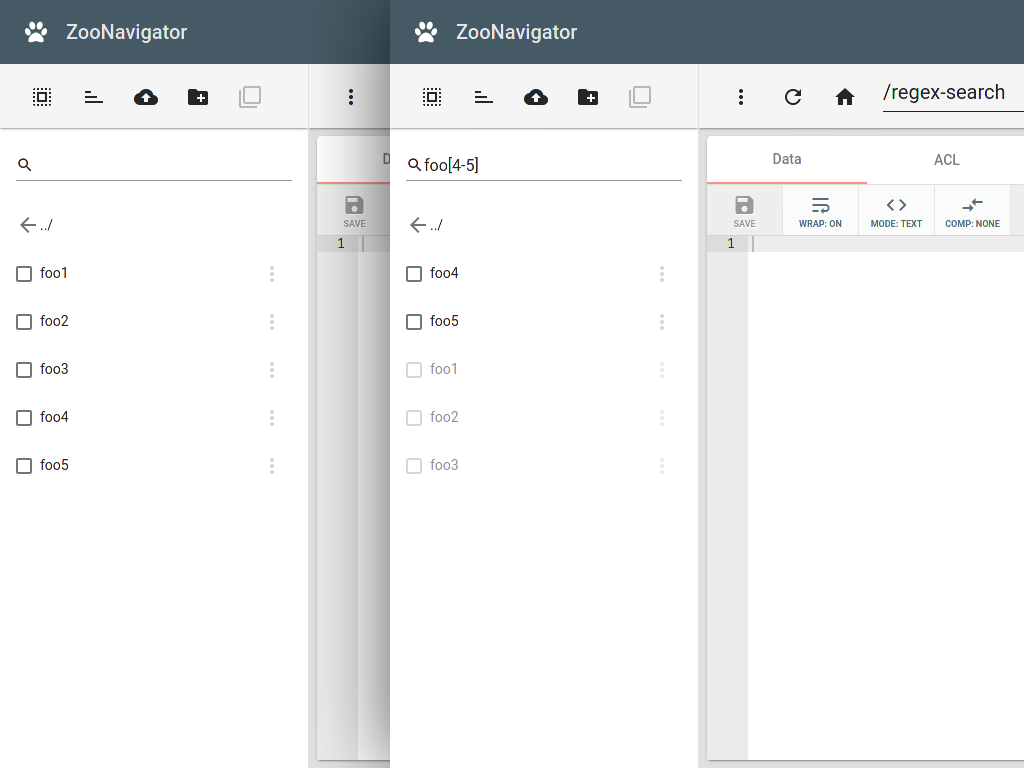 ZooNavigator
ZooNavigator
/regex-search
foo[4-5]
D
Data
ACL
SAVE
SAVE
WRAP: ON
MODE: TEXT
COMP: NONE
../
../
1
1
foo1
foo2
foo3
foo4
foo5
foo4
foo5
foo1
foo2
foo3